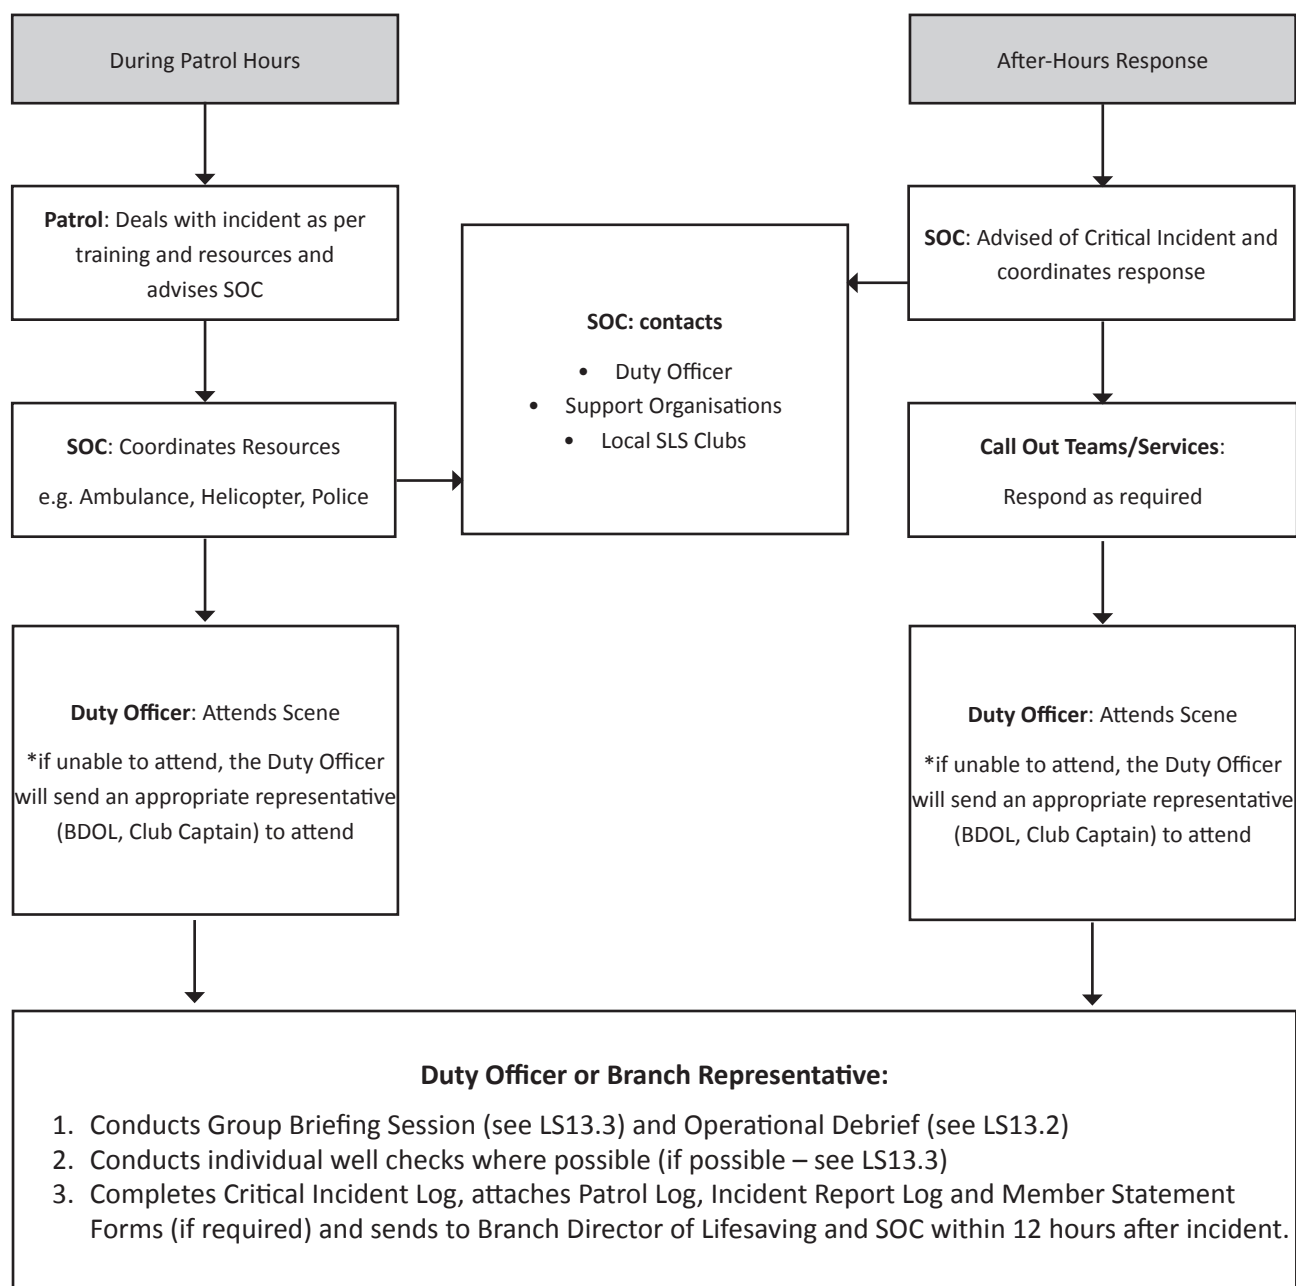 During Patrol Hours
After-Hours Response
Patrol: Deals with incident as per
training and resources and
advises SOC
SOC: Advised of Critical Incident and
coordinates response
SOC: contacts
• Duty Officer
• Support Organisations
• Local SLS Clubs
SOC: Coordinates Resources
e.g. Ambulance, Helicopter, Police
Call Out Teams/Services:
Respond as required
Duty Officer: Attends Scene
*if unable to attend, the Duty Officer
will send an appropriate representative
(BDOL, Club Captain) to attend
Duty Officer: Attends Scene
*if unable to attend, the Duty Officer
will send an appropriate representative
(BDOL, Club Captain) to attend
Duty Officer or Branch Representative:
1. Conducts Group Briefing Session (see LS13.3) and Operational Debrief (see LS13.2)
2. Conducts individual well checks where possible (if possible – see LS13.3)
3. Completes Critical Incident Log, attaches Patrol Log, Incident Report Log and Member Statement
Forms (if required) and sends to Branch Director of Lifesaving and SOC within 12 hours after incident.